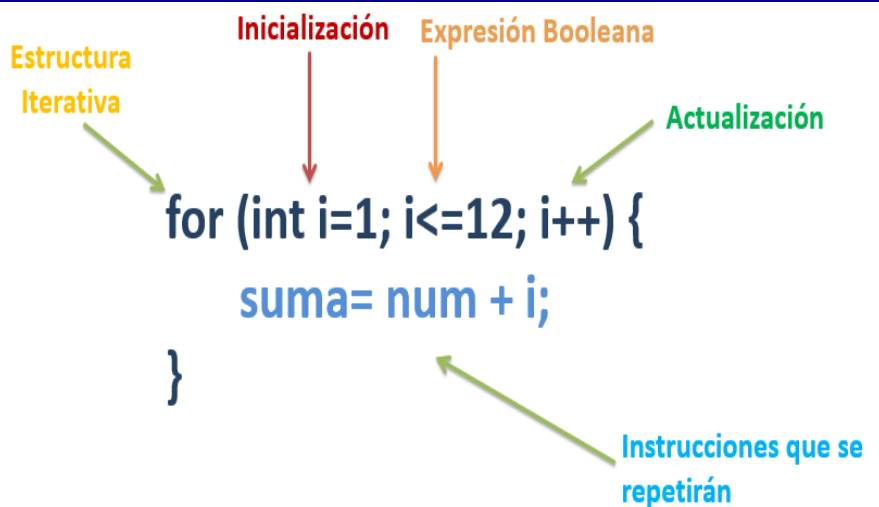 Inicialización
Expresión Booleana
Estructura
Iterativa
Actualización
for (int i=1; i<=12; i++) {
suma= num + i;
}
Instrucciones que se
repetirán